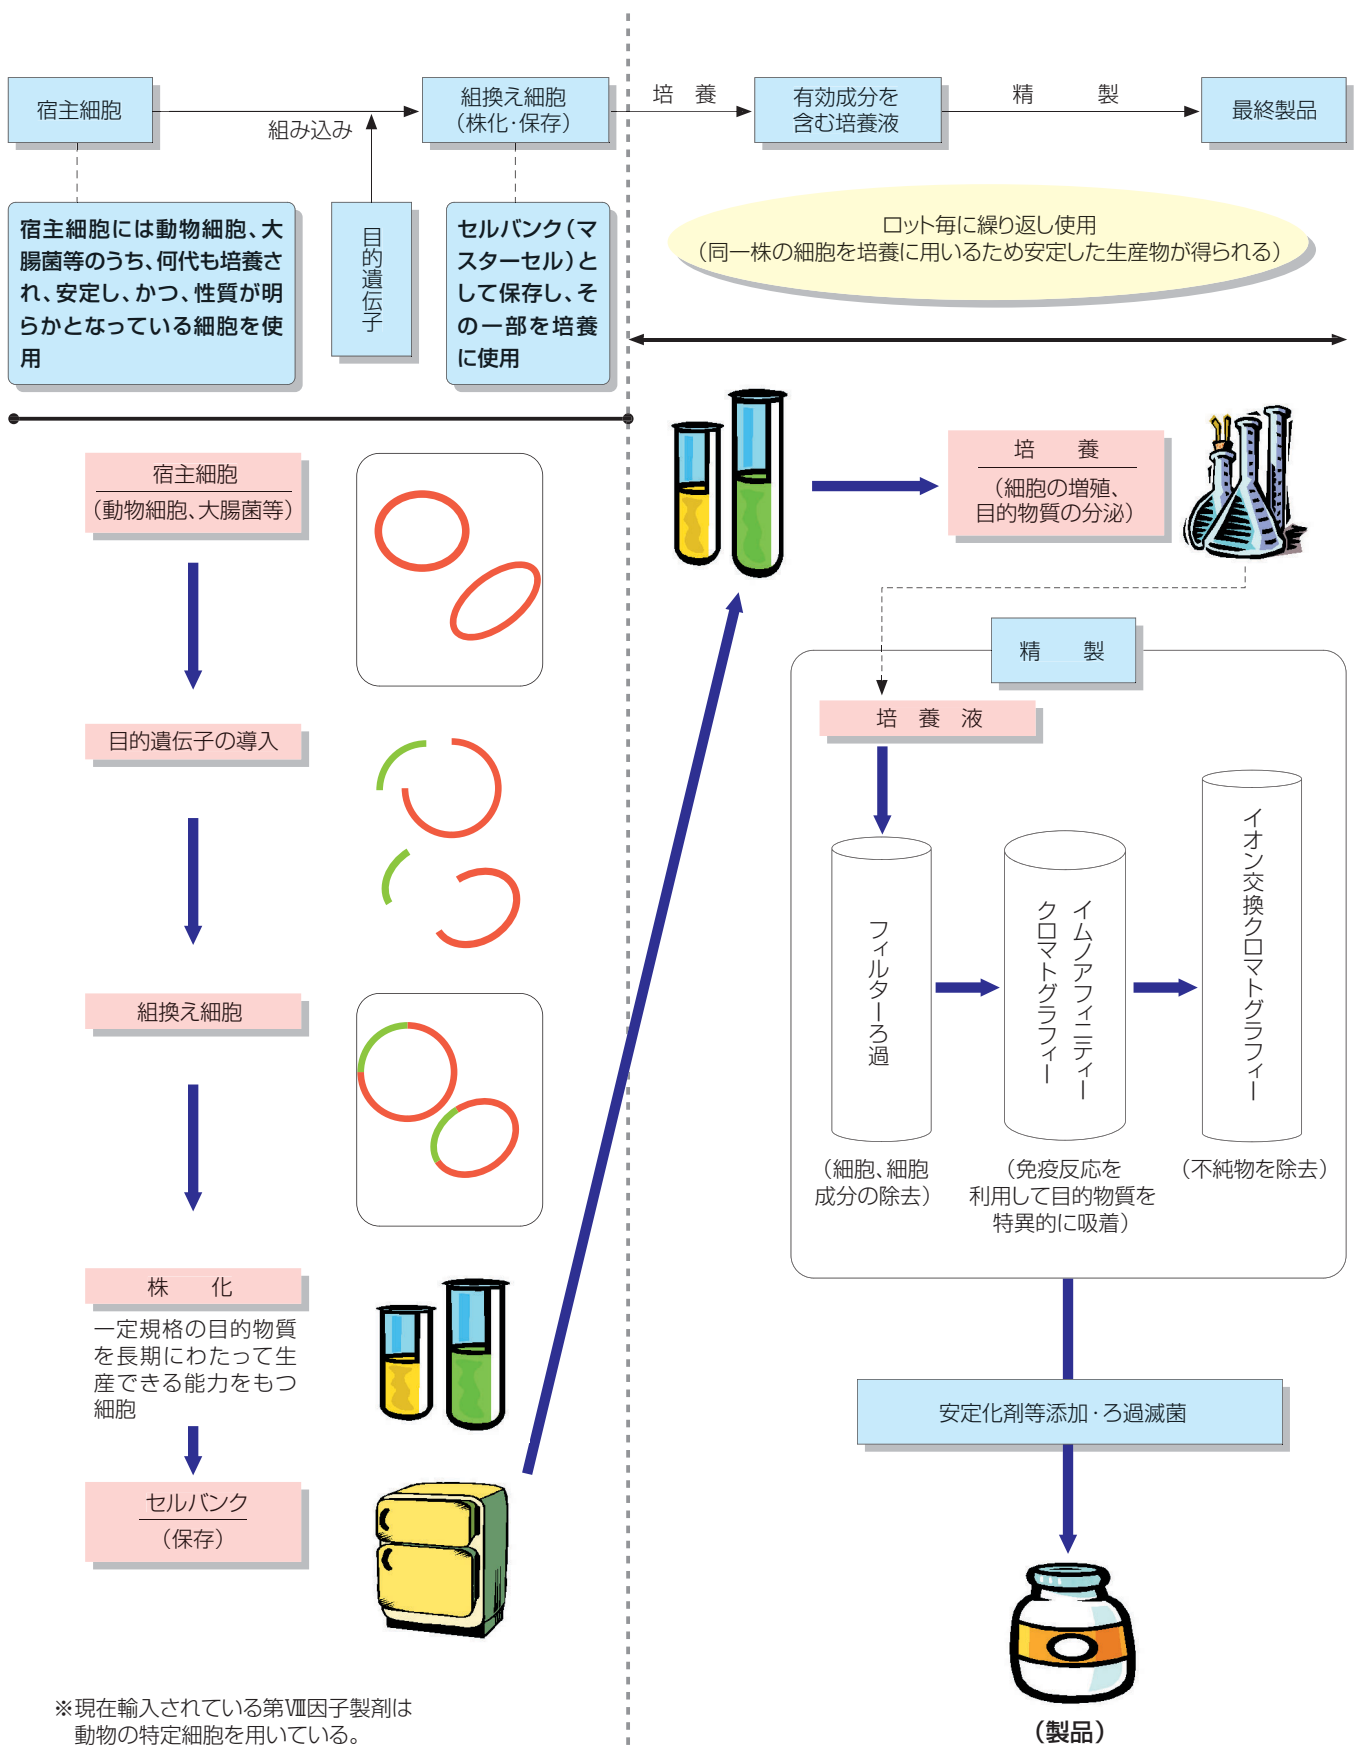 宿主細胞
組み込み
組換え細胞
（株化・保存）
培　養
有効成分を
含む培養液
精　　製
最終製品
宿主細胞には動物細胞、大
腸菌等のうち、何代も培養さ
れ、安定し、かつ、性質が明
らかとなっている細胞を使
用
目的遺伝子
セルバンク（マ
スターセル）と
して保存し、そ
の一部を培養
に使用
ロット毎に繰り返し使用
（同一株の細胞を培養に用いるため安定した生産物が得られる）
宿主細胞
（動物細胞、大腸菌等）
目的遺伝子の導入
組換え細胞
株　　化
一定規格の目的物質
を長期にわたって生
産できる能力をもつ
細胞
セルバンク
（保存）
※現在輸入されている第Ⅷ因子製剤は
動物の特定細胞を用いている。
培　　養
（細胞の増殖、
目的物質の分泌）
精　　製
培　養　液
フィルターろ過
（細胞、細胞
成分の除去）
イムノアフィニティー
クロマトグラフィー
（免疫反応を
利用して目的物質を
特異的に吸着）
イオン交換クロマトグラフィー
（不純物を除去）
安定化剤等添加・ろ過滅菌
（製品）